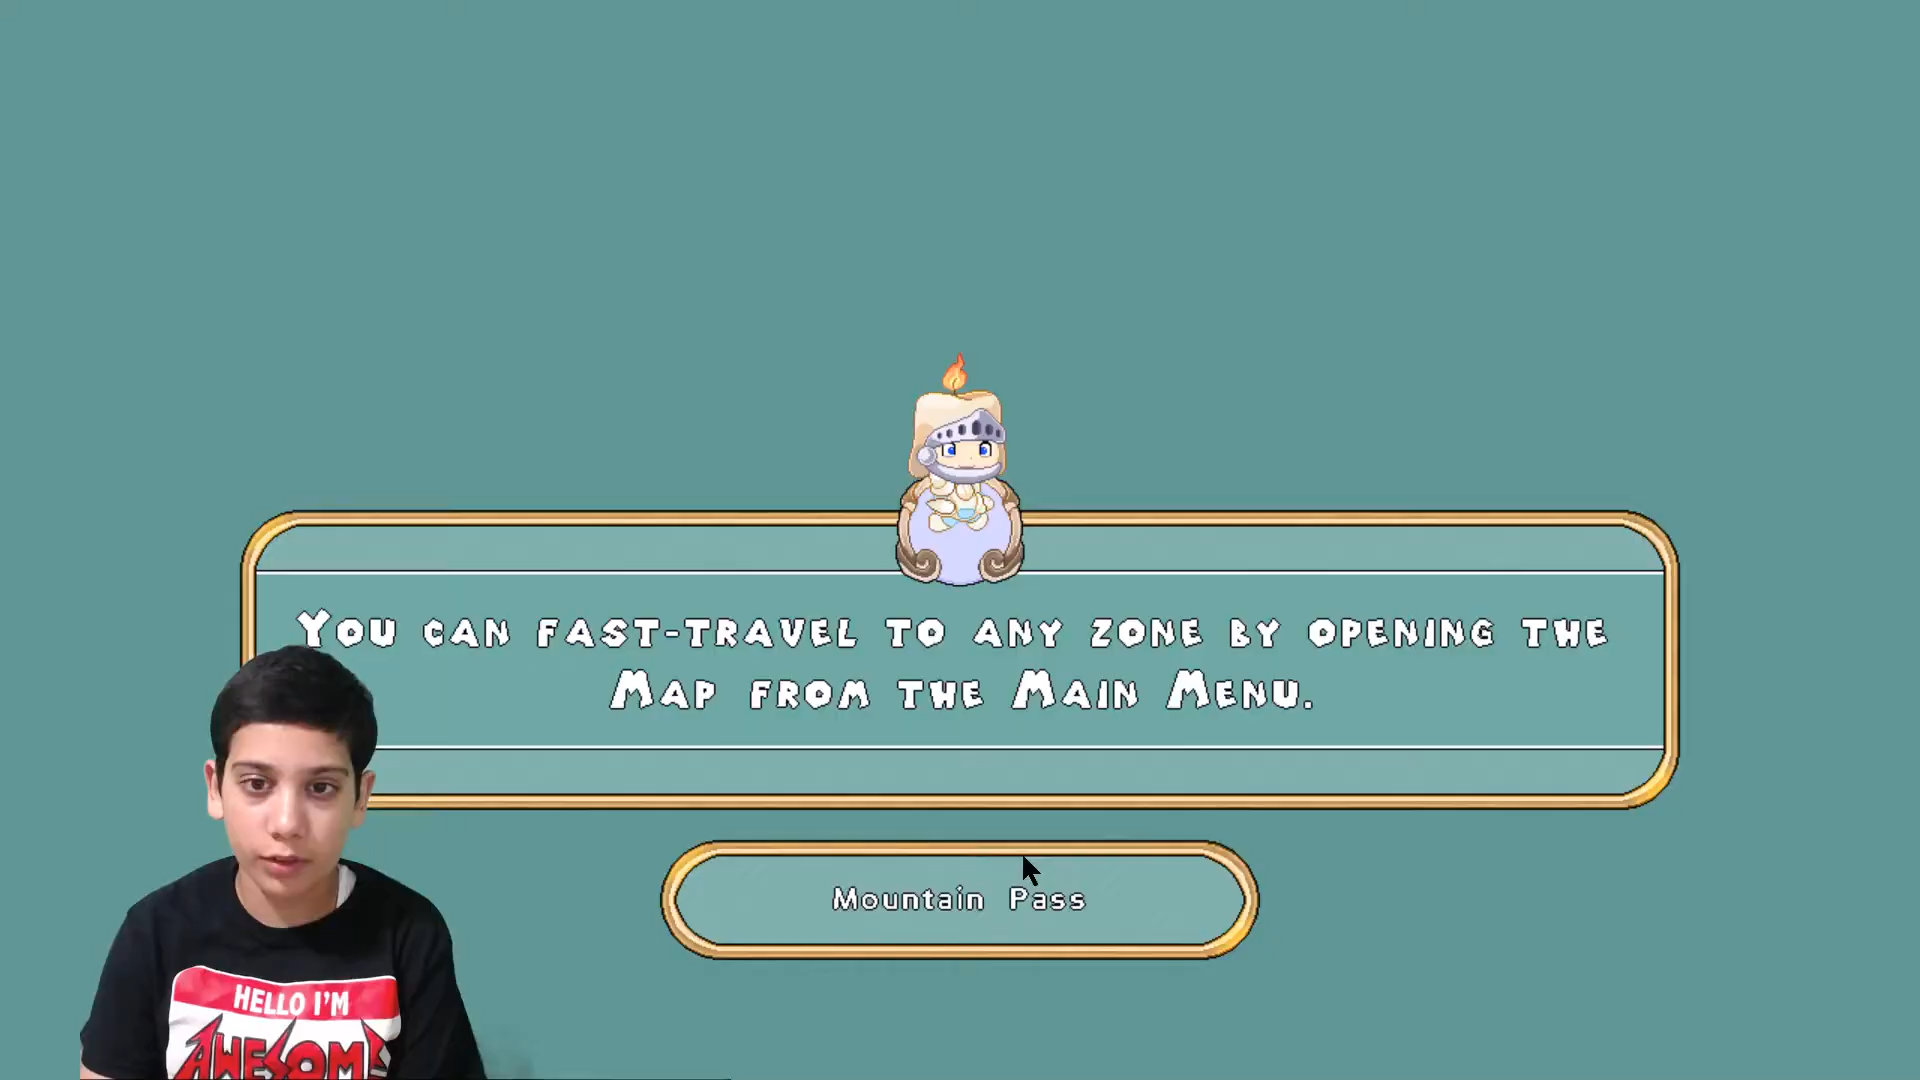 You can fast-travel to any zone by opening the
Map from the Main Menu.
Mountain Pass
HELLO I'M
AWESOME